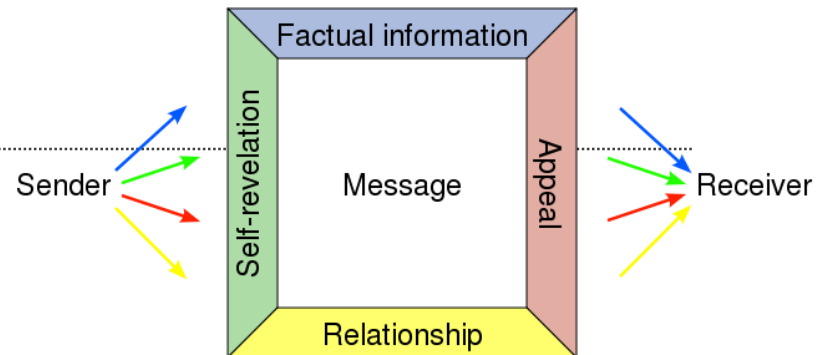 Factual information
Self-revelation
Sender
Message
Appeal
Receiver
Relationship